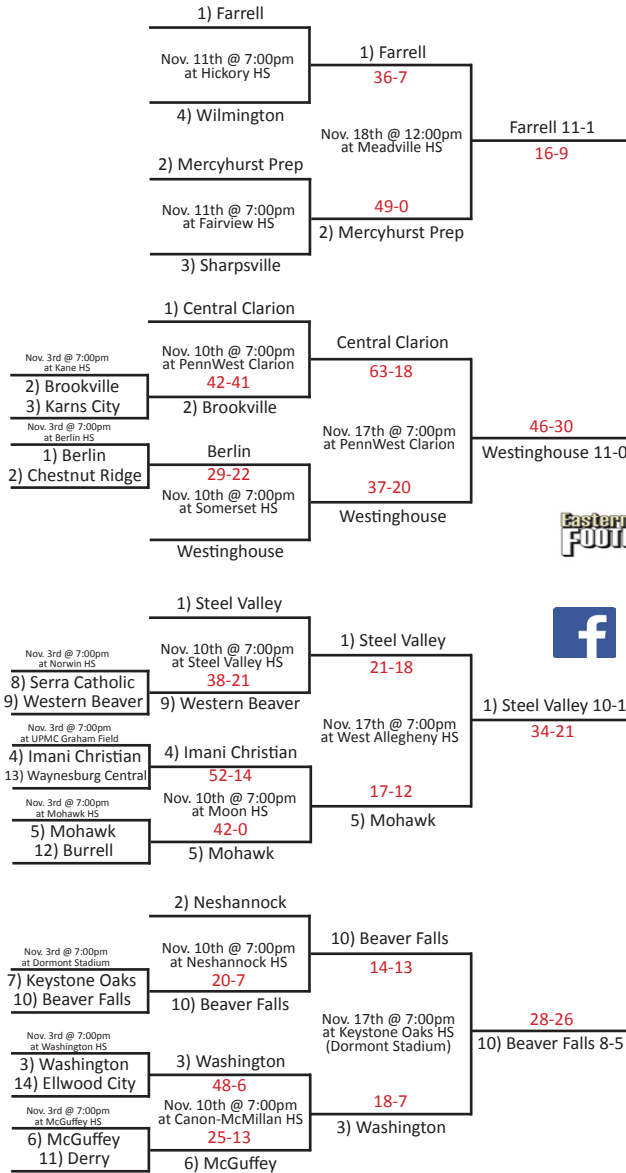 1) Farrell
Nov. 11th @ 7:00pm
at Hickory HS
4) Wilmington
1) Farrell
36-7
Nov. 18th @ 12:00pm
at Meadville HS
Farrell 11-1
16-9
2) Mercyhurst Prep
Nov. 11th @ 7:00pm
at Fairview HS
3) Sharpsville
49-0
2) Mercyhurst Prep
1) Central Clarion
Nov. 10th @ 7:00pm
at PennWest Clarion
42-41
2) Brookville
Nov. 3rd @ 7:00pm
at Kane HS
2) Brookville
3) Karns City
Nov. 3rd @ 7:00pm
at Berlin HS
1) Berlin
2) Chestnut Ridge
Berlin
29-22
Nov. 10th @ 7:00pm
at Somerset HS
Westinghouse
Central Clarion
63-18
Nov. 17th @ 7:00pm
at PennWest Clarion
37-20
Westinghouse
46-30
Westinghouse 11-0
Eastern
1) Steel Valley
Nov. 10th @ 7:00pm
at Steel Valley HS
38-21
9) Western Beaver
Nov. 3rd @ 7:00pm
at Norwin HS
8) Serra Catholic
9) Western Beaver
Nov. 3rd @ 7:00pm
at UPMC Graham Field
4) Imani Christian
13) Waynesburg Central
Nov. 3rd @ 7:00pm
at Mohawk HS
5) Mohawk
12) Burrell
4) Imani Christian
52-14
Nov. 10th @ 7:00pm
at Moon HS
42-0
5) Mohawk
1) Steel Valley
21-18
Nov. 17th @ 7:00pm
at West Allegheny HS
17-12
5) Mohawk
1) Steel Valley 10-1
34-21
2) Neshannock
Nov. 10th @ 7:00pm
at Neshannock HS
20-7
10) Beaver Falls
Nov. 3rd @ 7:00pm
at Dormont Stadium
7) Keystone Oaks
10) Beaver Falls
Nov. 3rd @ 7:00pm
at Washington HS
3) Washington
14) Ellwood City
Nov. 3rd @ 7:00pm
at McGuffey HS
6) McGuffey
11) Derry
3) Washington
48-6
Nov. 10th @ 7:00pm
at Canon-McMillan HS
25-13
6) McGuffey
10) Beaver Falls
14-13
Nov. 17th @ 7:00pm
at Keystone Oaks HS
(Dormont Stadium)
18-7
3) Washington
28-26
10) Beaver Falls 8-5